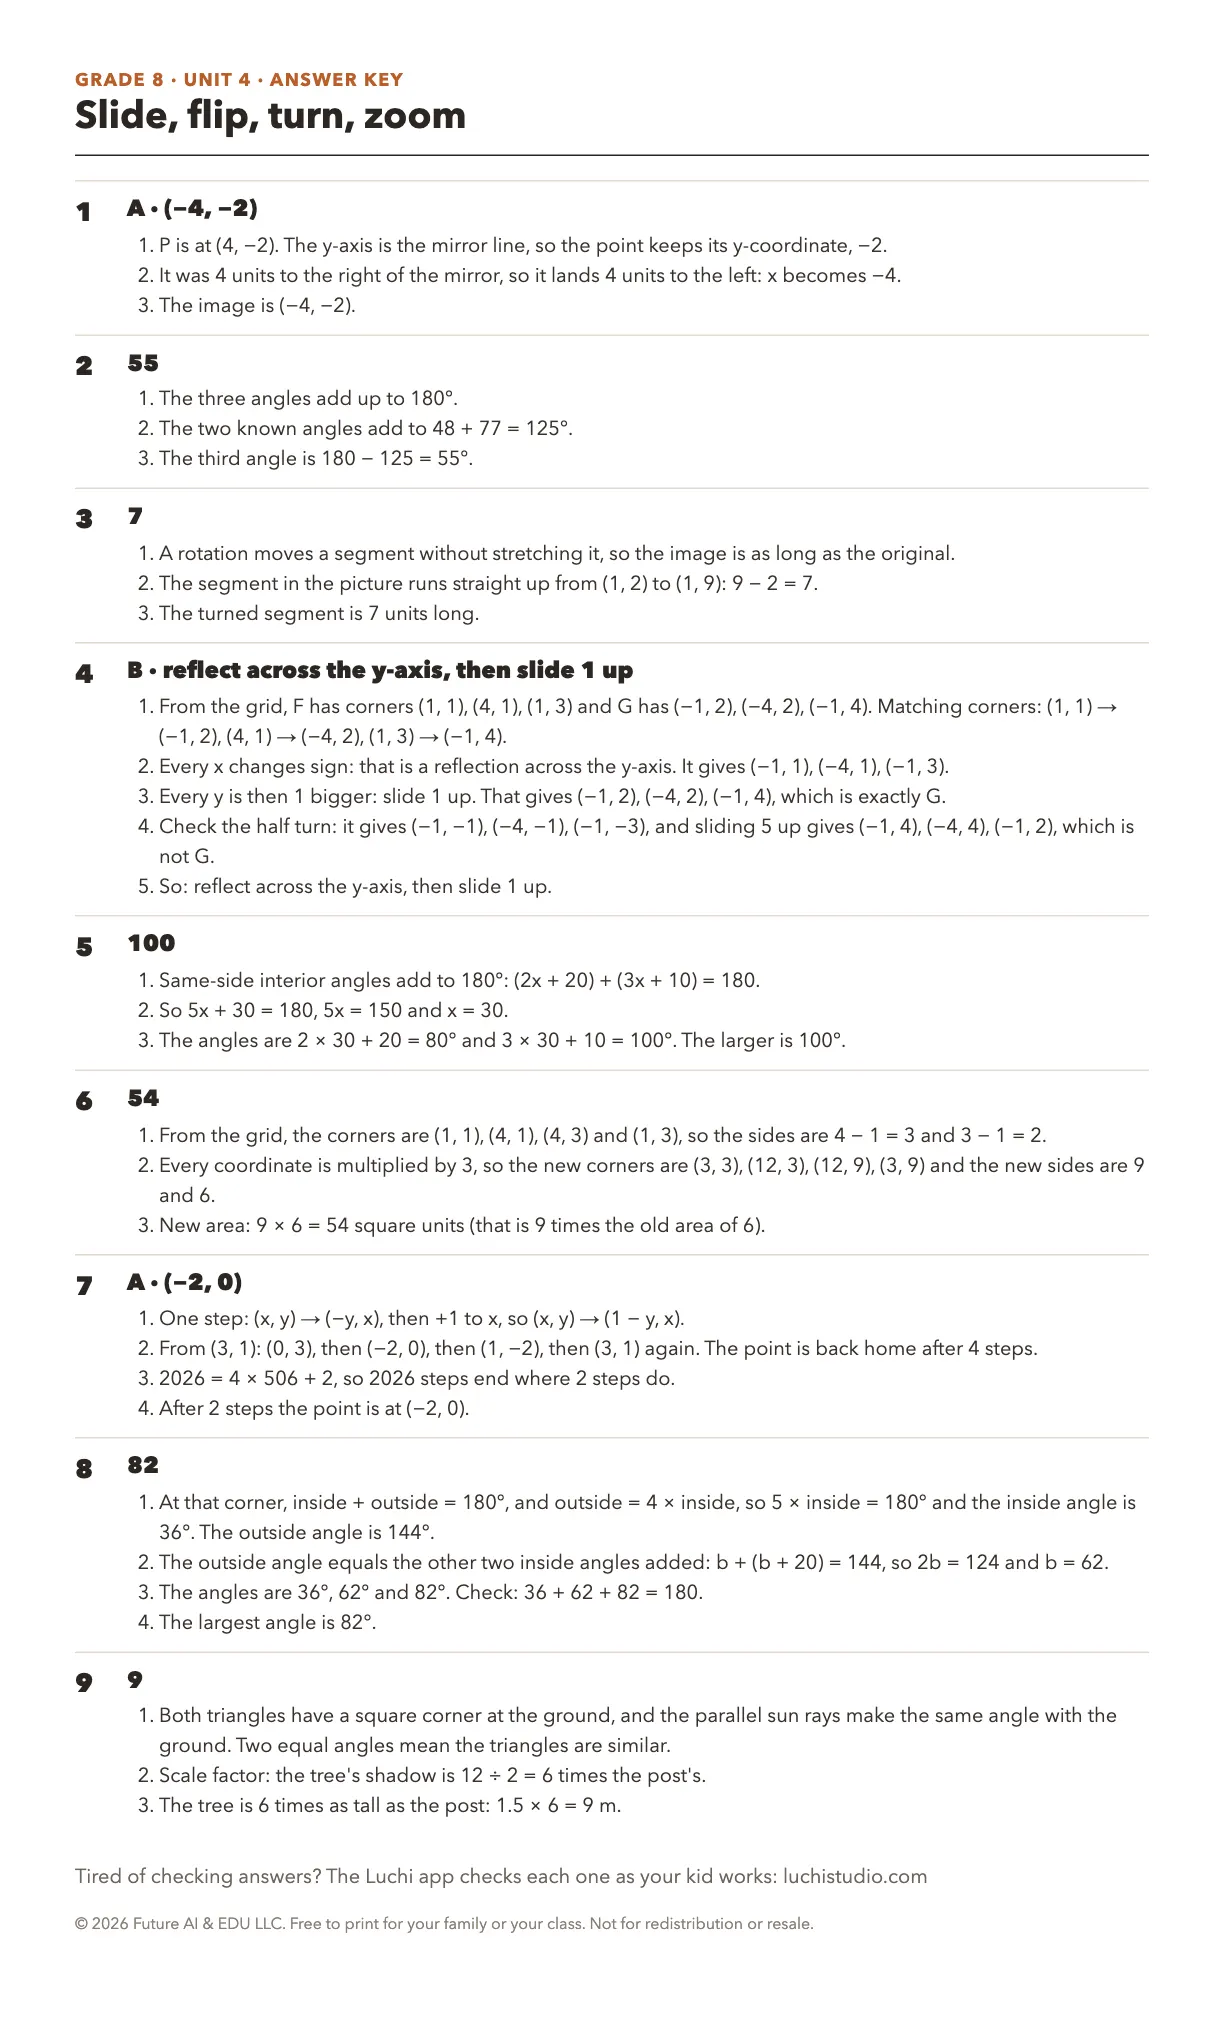 GRADE 8 · UNIT 4 · ANSWER KEY
Slide, flip, turn, zoom
1 A · (−4, −2)
1. P is at (4, −2). The y-axis is the mirror line, so the point keeps its y-coordinate, −2.
2. It was 4 units to the right of the mirror, so it lands 4 units to the left: x becomes −4.
3. The image is (−4, −2).
2 55
1. The three angles add up to 180°.
2. The two known angles add to 48 + 77 = 125°.
3. The third angle is 180 − 125 = 55°.
3 7
1. A rotation moves a segment without stretching it, so the image is as long as the original.
2. The segment in the picture runs straight up from (1, 2) to (1, 9): 9 − 2 = 7.
3. The turned segment is 7 units long.
4 B · reflect across the y-axis, then slide 1 up
1. From the grid, F has corners (1, 1), (4, 1), (1, 3) and G has (−1, 2), (−4, 2), (−1, 4). Matching corners: (1, 1) →
(−1, 2), (4, 1) → (−4, 2), (1, 3) → (−1, 4).
2. Every x changes sign: that is a reflection across the y-axis. It gives (−1, 1), (−4, 1), (−1, 3).
3. Every y is then 1 bigger: slide 1 up. That gives (−1, 2), (−4, 2), (−1, 4), which is exactly G.
4. Check the half turn: it gives (−1, −1), (−4, −1), (−1, −3), and sliding 5 up gives (−1, 4), (−4, 4), (−1, 2), which is
not G.
5. So: reflect across the y-axis, then slide 1 up.
5 100
1. Same-side interior angles add to 180°: (2x + 20) + (3x + 10) = 180.
2. So 5x + 30 = 180, 5x = 150 and x = 30.
3. The angles are 2 × 30 + 20 = 80° and 3 × 30 + 10 = 100°. The larger is 100°.
6 54
1. From the grid, the corners are (1, 1), (4, 1), (4, 3) and (1, 3), so the sides are 4 − 1 = 3 and 3 − 1 = 2.
2. Every coordinate is multiplied by 3, so the new corners are (3, 3), (12, 3), (12, 9), (3, 9) and the new sides are 9
and 6.
3. New area: 9 × 6 = 54 square units (that is 9 times the old area of 6).
7 A · (−2, 0)
1. One step: (x, y) → (−y, x), then +1 to x, so (x, y) → (1 − y, x).
2. From (3, 1): (0, 3), then (−2, 0), then (1, −2), then (3, 1) again. The point is back home after 4 steps.
3. 2026 = 4 × 506 + 2, so 2026 steps end where 2 steps do.
4. After 2 steps the point is at (−2, 0).
8 82
1. At that corner, inside + outside = 180°, and outside = 4 × inside, so 5 × inside = 180° and the inside angle is
36°. The outside angle is 144°.
2. The outside angle equals the other two inside angles added: b + (b + 20) = 144, so 2b = 124 and b = 62.
3. The angles are 36°, 62° and 82°. Check: 36 + 62 + 82 = 180.
4. The largest angle is 82°.
9 9
1. Both triangles have a square corner at the ground, and the parallel sun rays make the same angle with the
ground. Two equal angles mean the triangles are similar.
2. Scale factor: the tree's shadow is 12 ÷ 2 = 6 times the post's.
3. The tree is 6 times as tall as the post: 1.5 × 6 = 9 m.
Tired of checking answers? The Luchi app checks each one as your kid works: luchistudio.com
© 2026 Future AI & EDU LLC. Free to print for your family or your class. Not for redistribution or resale.